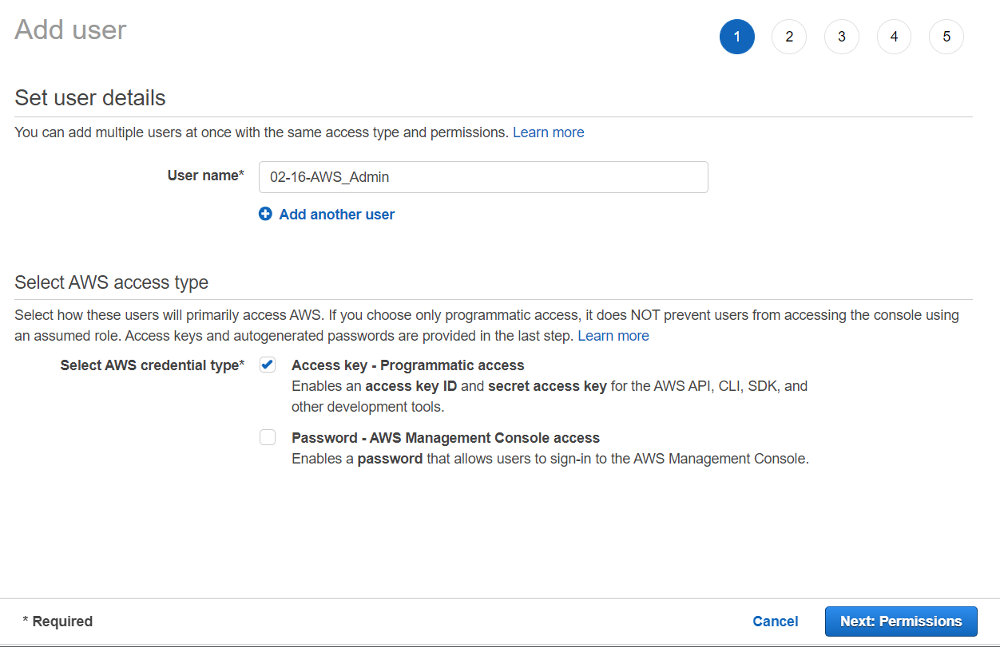 Add user
1 2 3 4 5
Set user details
You can add multiple users at once with the same access type and permissions. Learn more
User name* 02-16-AWS_Admin
Add another user
Select AWS access type
Select how these users will primarily access AWS. If you choose only programmatic access, it does NOT prevent users from accessing the console using
an assumed role. Access keys and autogenerated passwords are provided in the last step. Learn more
Select AWS credential type* Access key - Programmatic access
Enables an access key ID and secret access key for the AWS API, CLI, SDK, and
other development tools.
Password - AWS Management Console access
Enables a password that allows users to sign-in to the AWS Management Console.
* Required Cancel Next: Permissions